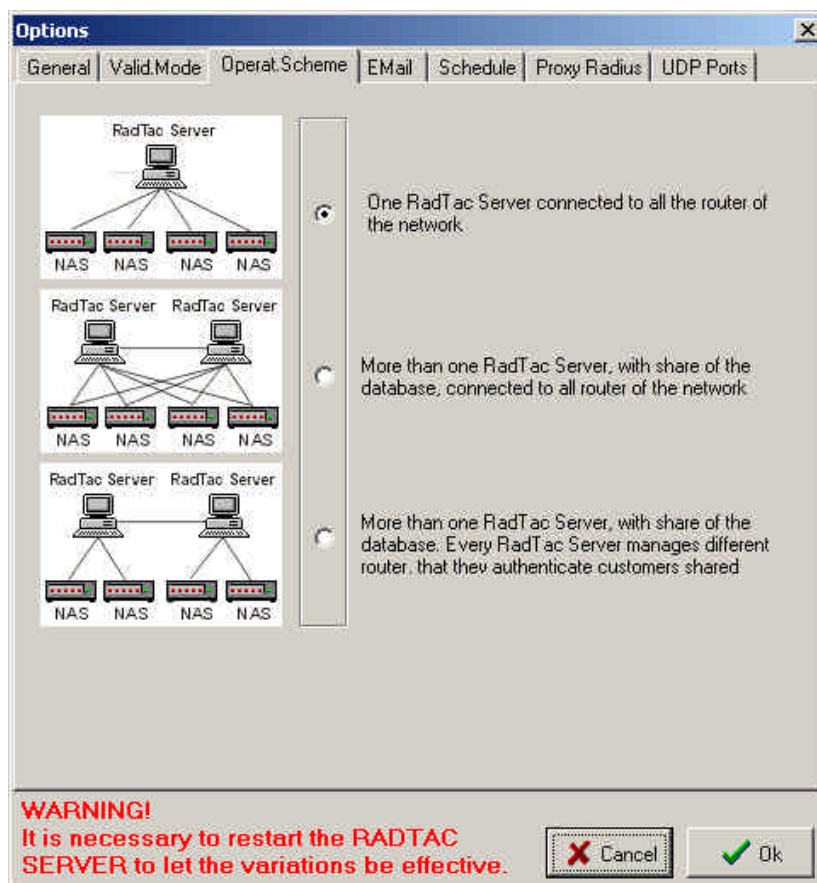 Options
General Valid.Mode Operat.Scheme EMail Schedule Proxy Radius UDP Ports
RadTac Server
NAS NAS NAS NAS
One RadTac Server connected to all the router of
the network
RadTac Server RadTac Server
NAS NAS NAS NAS
More than one RadTac Server, with share of the
database, connected to all router of the network
RadTac Server RadTac Server
NAS NAS NAS NAS
More than one RadTac Server, with share of the
database. Every RadTac Server manages different
router, that they authenticate customers shared
WARNING!
It is necessary to restart the RADTAC
SERVER to let the variations be effective.
Cancel
Ok